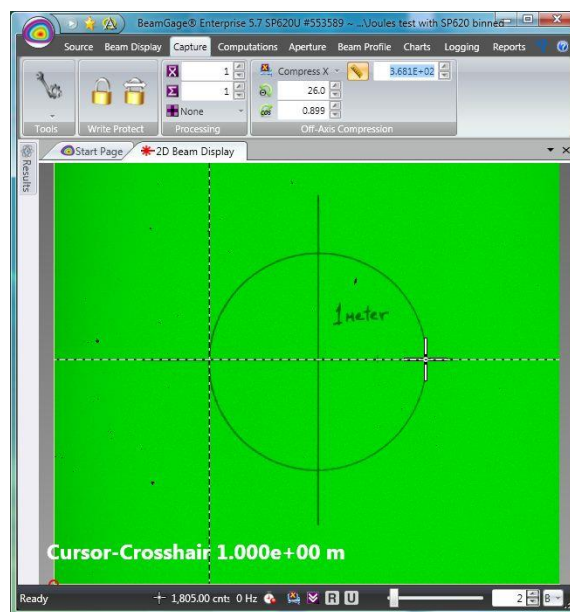 BeamGage® Enterprise 5.7 SP620U #553589 ~ ...\Joules test with SP620 binned
Source Beam Display Capture Computations Aperture Beam Profile Charts Logging Reports
1 Compress X 3.681E+02
1 26.0
None cos 0.899
Tools Write Protect Processing Off-Axis Compression
Start Page 2D Beam Display
Results
1 Meter
Cursor-Crosshair 1.000e+00 m
Ready 1,805.00 cnts 0 Hz R U 2 B